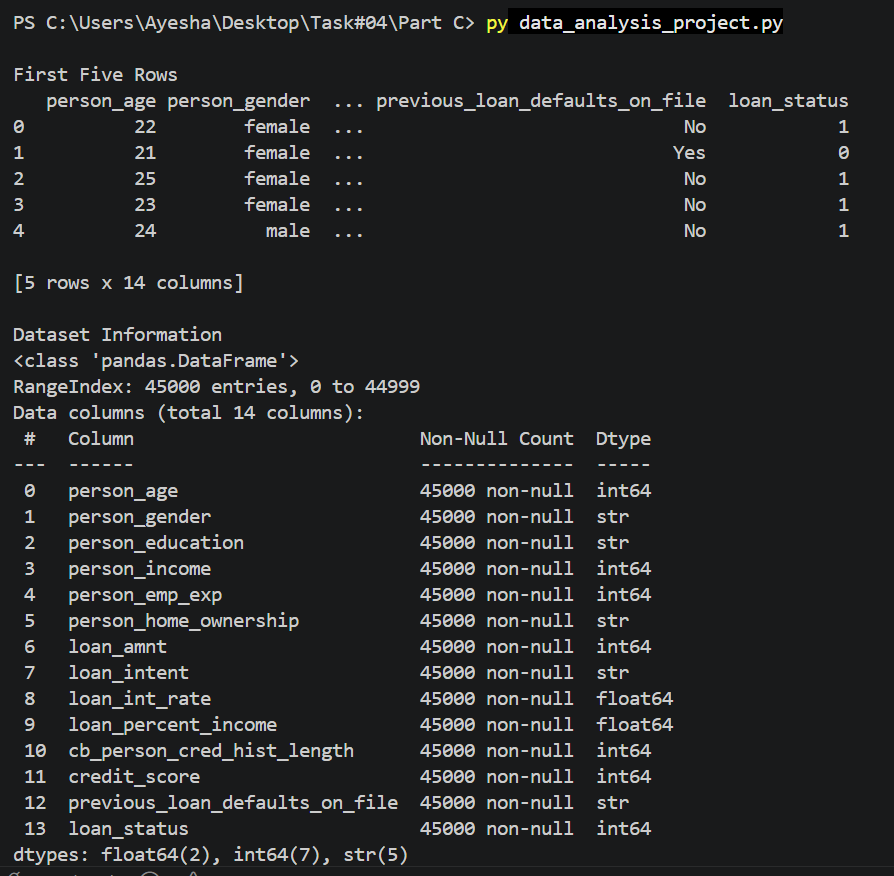 PS C:\Users\Ayesha\Desktop\Task#04\Part C> py data_analysis_project.py
First Five Rows
   person_age person_gender  ... previous_loan_defaults_on_file  loan_status
0          22        female  ...                             No            1
1          21        female  ...                            Yes            0
2          25        female  ...                             No            1
3          23        female  ...                             No            1
4          24          male  ...                             No            1
[5 rows x 14 columns]
Dataset Information
<class 'pandas.DataFrame'>
RangeIndex: 45000 entries, 0 to 44999
Data columns (total 14 columns):
 #   Column                          Non-Null Count  Dtype
---  ------                          --------------  -----
 0   person_age                      45000 non-null  int64
 1   person_gender                   45000 non-null  str
 2   person_education                45000 non-null  str
 3   person_income                   45000 non-null  int64
 4   person_emp_exp                  45000 non-null  int64
 5   person_home_ownership           45000 non-null  str
 6   loan_amnt                       45000 non-null  int64
 7   loan_intent                     45000 non-null  str
 8   loan_int_rate                   45000 non-null  float64
 9   loan_percent_income             45000 non-null  float64
 10  cb_person_cred_hist_length      45000 non-null  int64
 11  credit_score                    45000 non-null  int64
 12  previous_loan_defaults_on_file  45000 non-null  str
 13  loan_status                     45000 non-null  int64
dtypes: float64(2), int64(7), str(5)